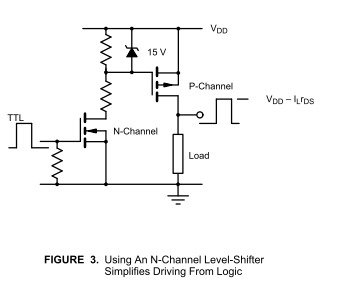 VDD
15 V
P-Channel
VDD – ILrDS
TTL
N-Channel
Load
FIGURE 3. Using An N-Channel Level-Shifter
Simplifies Driving From Logic